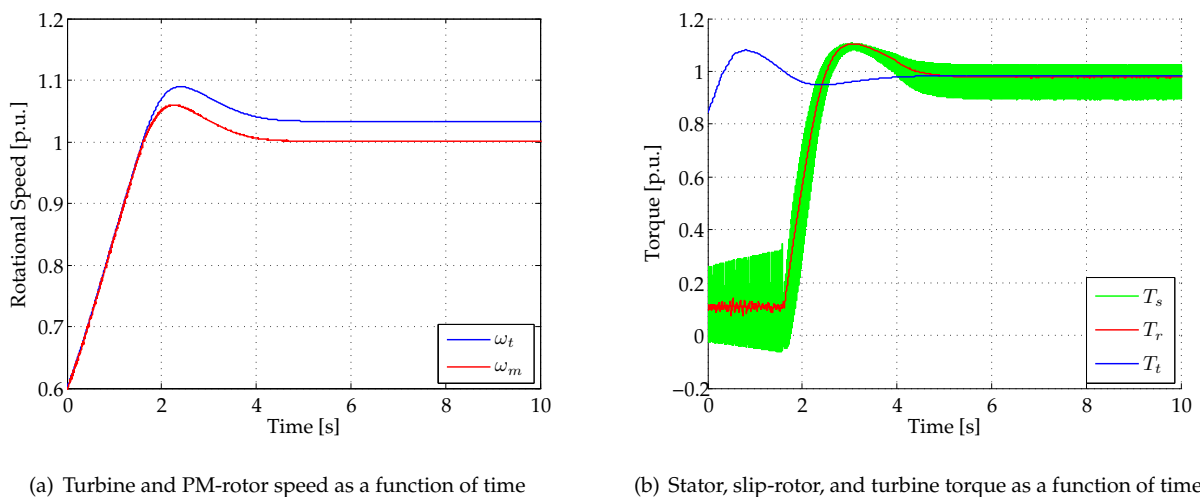 1.2
1.1
1
0.9
0.8
0.7
0.6
0 2 4 6 8 10
Rotational Speed [p.u.]
Time [s]
ω_t
ω_m
(a) Turbine and PM-rotor speed as a function of time
1.2
1
0.8
0.6
0.4
0.2
0
−0.2
0 2 4 6 8 10
Torque [p.u.]
Time [s]
T_s
T_r
T_t
(b) Stator, slip-rotor, and turbine torque as a function of time